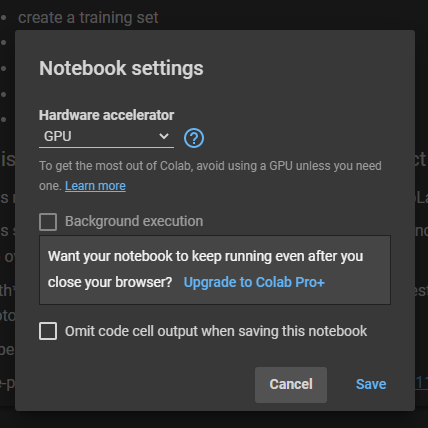 create a training set
Notebook settings
Hardware accelerator
GPU
?
To get the most out of Colab, avoid using a GPU unless you need
one. Learn more
Background execution
Want your notebook to keep running even after you
close your browser? Upgrade to Colab Pro+
Omit code cell output when saving this notebook
Cancel Save